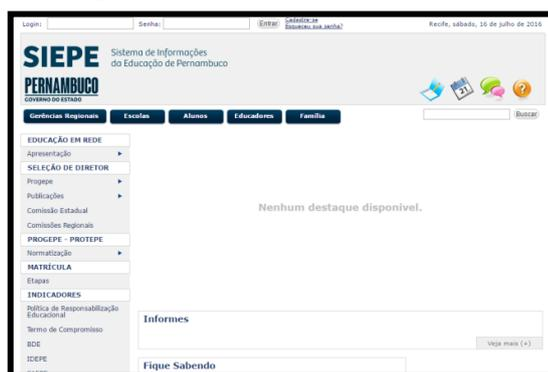 Login:
Senha:
Entrar
Cadastre-se
Esqueceu sua senha?
Recife, sábado, 16 de julho de 2016
SIEPE
Sistema de Informações
da Educação de Pernambuco
PERNAMBUCO
GOVERNO DO ESTADO
21
Gerências Regionais
Escolas
Alunos
Educadores
Família
Buscar
EDUCAÇÃO EM REDE
Apresentação
SELEÇÃO DE DIRETOR
Progepe
Publicações
Comissão Estadual
Comissões Regionais
PROGEPE - PROTEPE
Normatização
MATRÍCULA
Etapas
INDICADORES
Política de Responsabilização
Educacional
Termo de Compromisso
BDE
IDEPE
Nenhum destaque disponivel.
Informes
Veja mais (+)
Fique Sabendo